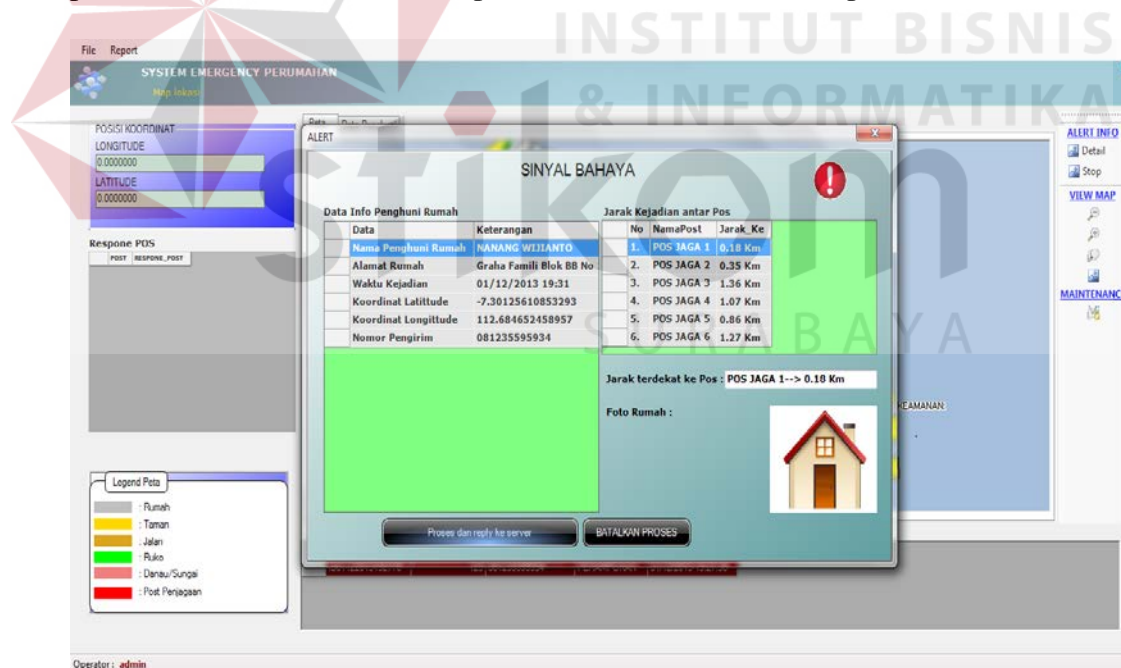 INSTITUT BISNIS
& INFORMATIKA
stikom
SURABAYA
File Report
SYSTEM EMERGENCY PERUMAHAN
Map lokasi
POSISI KOORDINAT
LONGITUDE
0.0000000
LATITUDE
0.0000000
Respone POS
POST RESPONE_POST
Legend Peta
: Rumah
: Taman
: Jalan
: Ruko
: Danau/Sungai
: Post Penjagaan
Peta
ALERT
SINYAL BAHAYA
Data Info Penghuni Rumah
Data Keterangan
Nama Penghuni Rumah NANANG WIJIANTO
Alamat Rumah Graha Famili Blok BB No
Waktu Kejadian 01/12/2013 19:31
Koordinat Latittude -7.30125610853293
Koordinat Longittude 112.684652458957
Nomor Pengirim 081235595934
Jarak Kejadian antar Pos
No NamaPost Jarak_Ke
1. POS JAGA 1 0.18 Km
2. POS JAGA 2 0.35 Km
3. POS JAGA 3 1.36 Km
4. POS JAGA 4 1.07 Km
5. POS JAGA 5 0.86 Km
6. POS JAGA 6 1.27 Km
Jarak terdekat ke Pos : POS JAGA 1--> 0.18 Km
Foto Rumah :
Proses dan reply ke server
BATALKAN PROSES
KEAMANAN:
ALERT INFO
Detail
Stop
VIEW MAP
MAINTENANC
Operator : admin